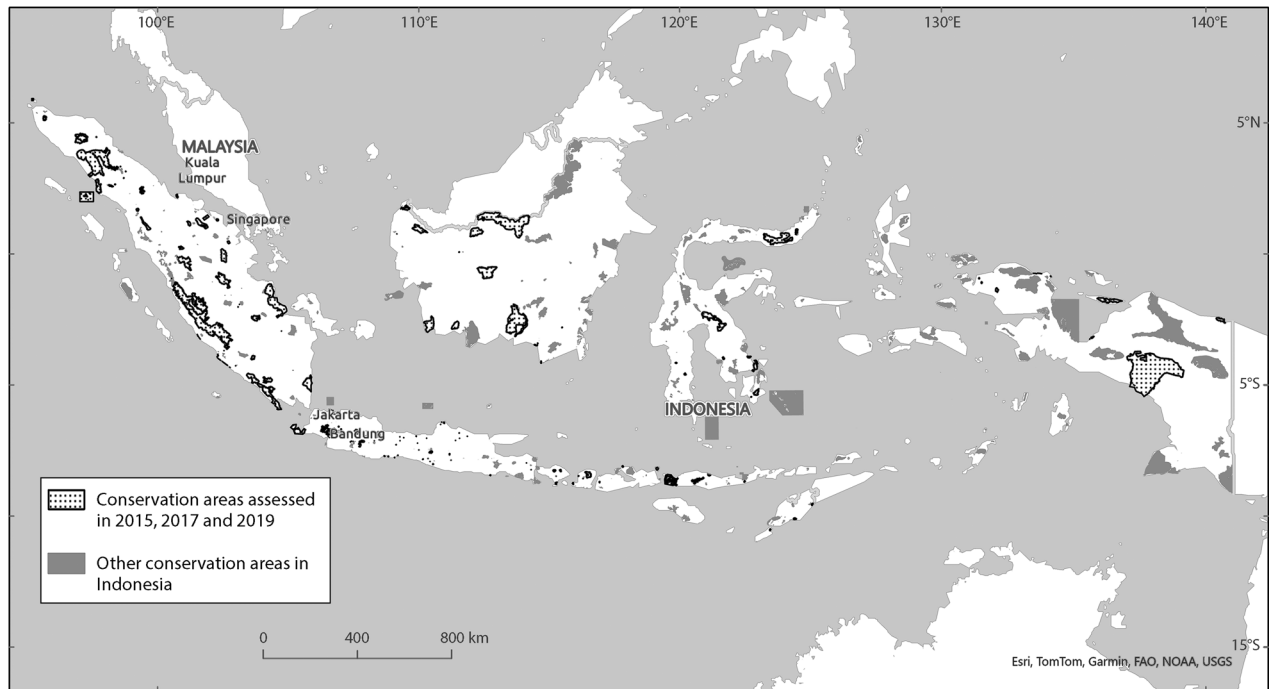 100°E
110°E
120°E
130°E
140°E
5°N
MALAYSIA
Kuala
Lumpur
Singapore
5°S
INDONESIA
Jakarta
Bandung
Conservation areas assessed
in 2015, 2017 and 2019
Other conservation areas in
Indonesia
0 400 800 km
15°S
Esri, TomTom, Garmin, FAO, NOAA, USGS